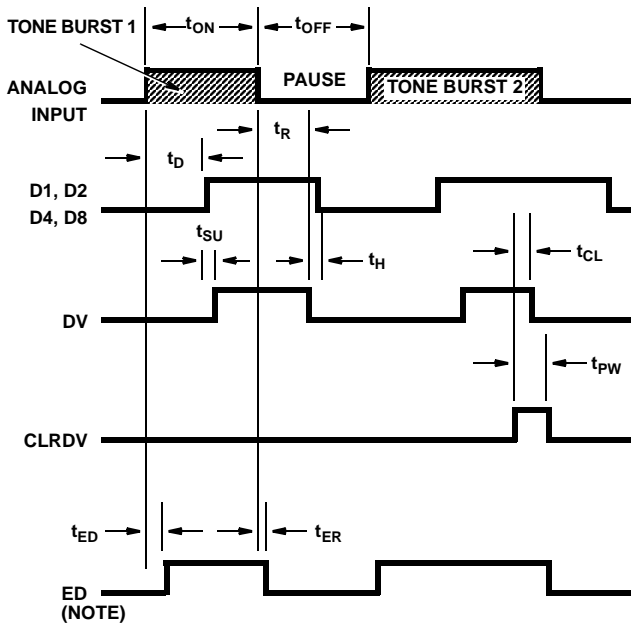 TONE BURST 1
tON
tOFF
ANALOG
INPUT
PAUSE
TONE BURST 2
tR
tD
D1, D2
D4, D8
tSU
tH
tCL
DV
tPW
CLRDV
tED
tER
ED
(NOTE)